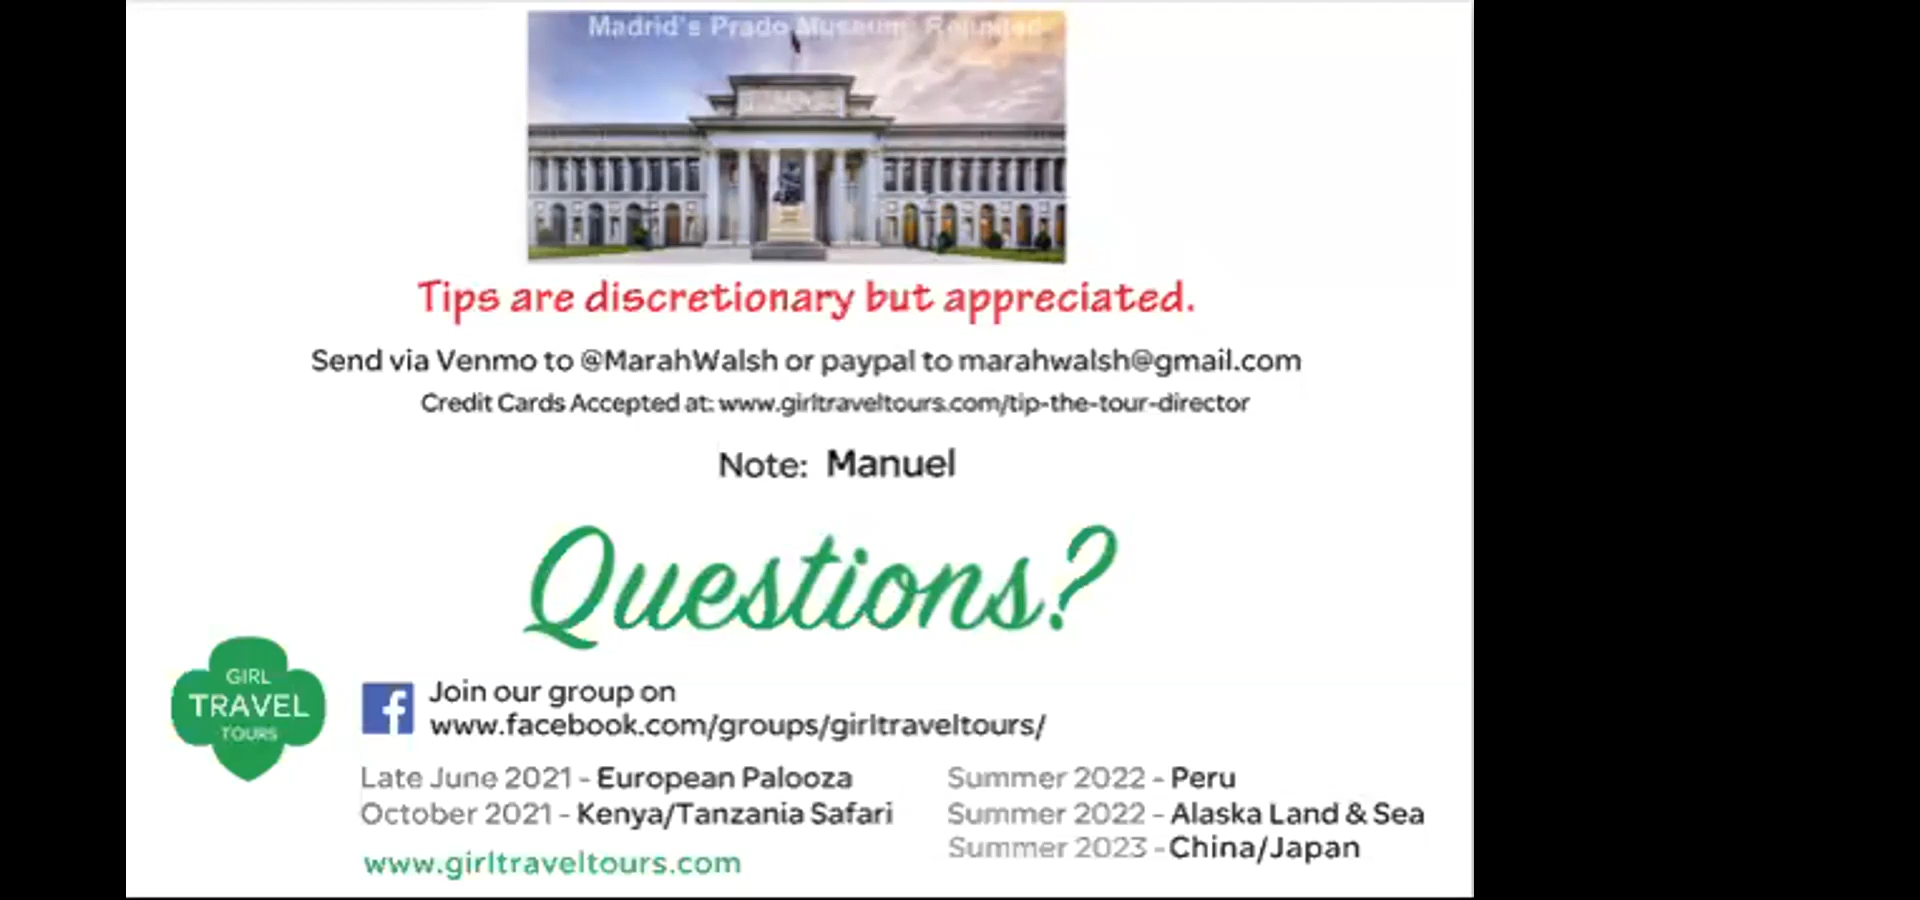 Madrid's Prado Museum, Reunited
Tips are discretionary but appreciated.
Send via Venmo to @MarahWalsh or paypal to marahwalsh@gmail.com
Credit Cards Accepted at: www.girltraveltours.com/tip-the-tour-director
Note: Manuel
Questions?
GIRL
TRAVEL
TOURS
Join our group on
www.facebook.com/groups/girltraveltours/
Late June 2021 - European Palooza
October 2021 - Kenya/Tanzania Safari
www.girltraveltours.com
Summer 2022 - Peru
Summer 2022 - Alaska Land & Sea
Summer 2023 - China/Japan